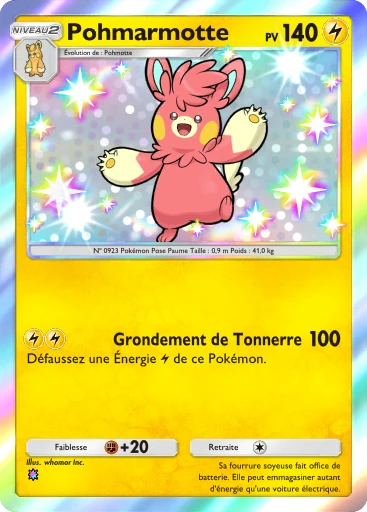 NIVEAU 2
Pohmarmotte
PV 140
Évolution de : Pohmotte
N° 0923 Pokémon Pose Paume Taille : 0,9 m Poids : 41,0 kg
Grondement de Tonnerre 100
Défaussez une Énergie de ce Pokémon.
Faiblesse +20
Retraite
Illus. whomor Inc.
Sa fourrure soyeuse fait office de
batterie. Elle peut emmagasiner autant
d'énergie qu'une voiture électrique.